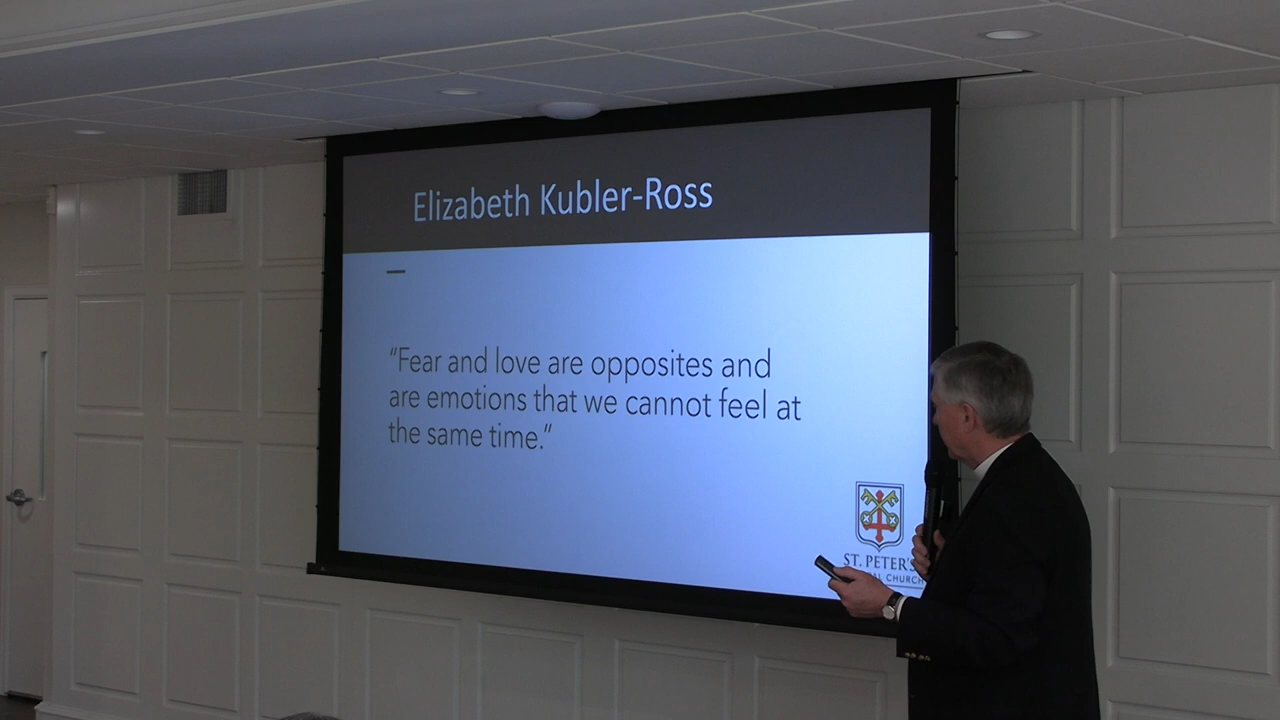 Elizabeth Kubler-Ross
“Fear and love are opposites and
are emotions that we cannot feel at
the same time.”
ST. PETER'S
AL CHURCH